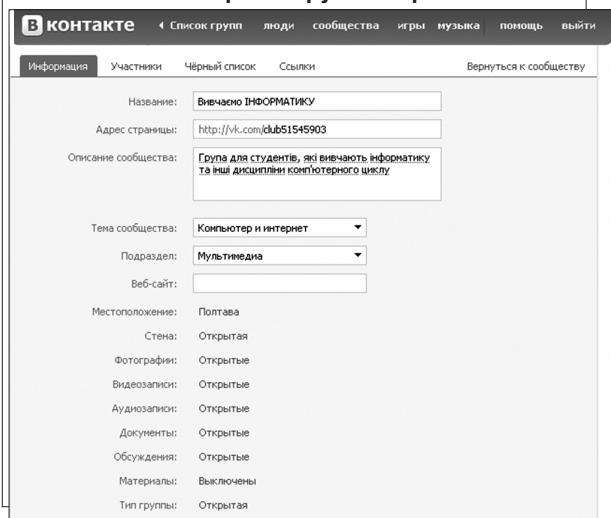 В контакте Список групп люди сообщества игры музыка помощь выйти
Информация Участники Чёрный список Ссылки Вернуться к сообществу
Название: Вивчаємо ІНФОРМАТИКУ
Адрес страницы: http://vk.com/club51545903
Описание сообщества: Група для студентів, які вивчають інформатику
та інші дисципліни комп'ютерного циклу
Тема сообщества: Компьютер и интернет
Подраздел: Мультимедиа
Веб-сайт:
Местоположение: Полтава
Стена: Открытая
Фотографии: Открытые
Видеозаписи: Открытые
Аудиозаписи: Открытые
Документы: Открытые
Обсуждения: Открытые
Материалы: Выключены
Тип группы: Открытая